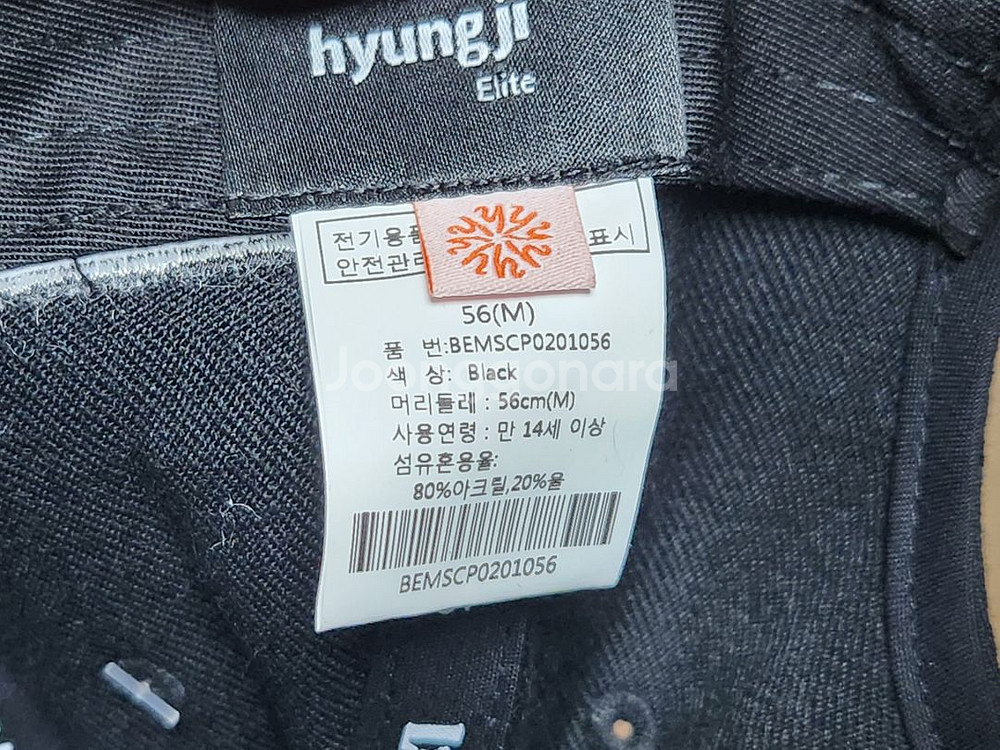 hyungji
Elite
전기용품 표시
안전관리
56(M)
품 번:BEMSCP0201056
색 상: Black
머리둘레 : 56cm(M)
사용연령 : 만 14세 이상
섬유혼용율:
80%아크릴,20%울
BEMSCP0201056
Joonggonara